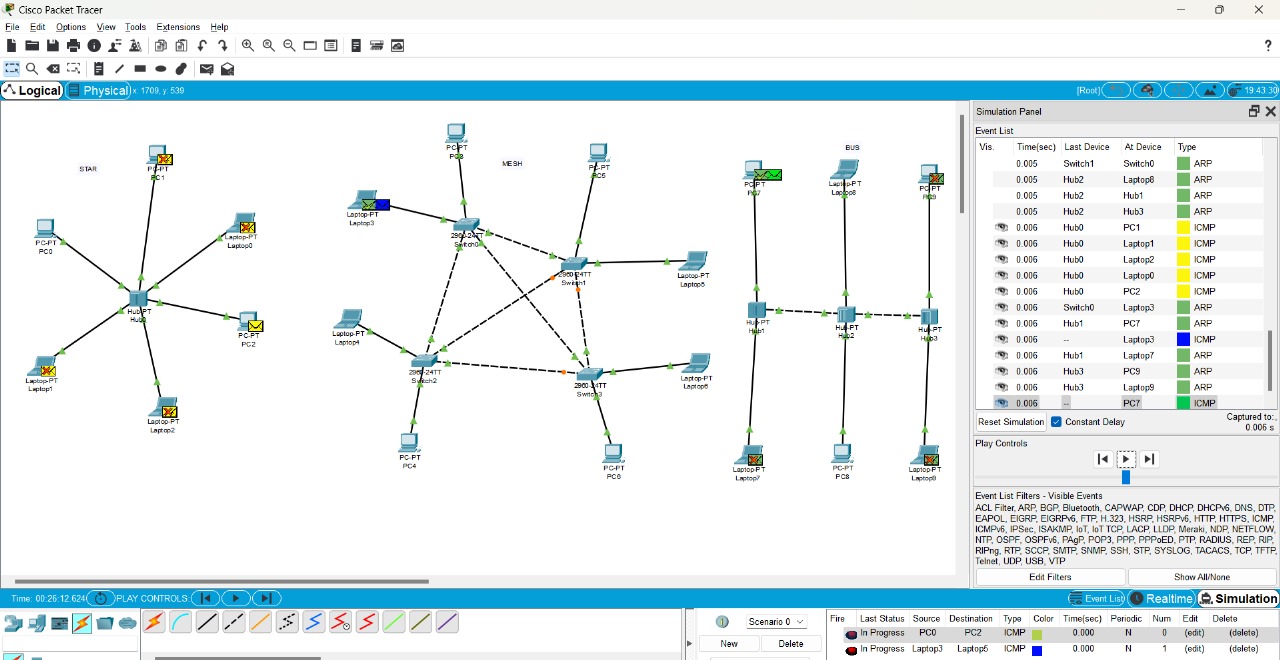 Cisco Packet Tracer
File Edit Options View Tools Extensions Help
?
Logical Physical x: 1709, y: 539 [Root] 19:43:30
STAR
MESH
BUS
PC-PT
PC1
PC-PT
PC0
Laptop-PT
Laptop0
Hub-PT
Hub0
PC-PT
PC2
Laptop-PT
Laptop1
Laptop-PT
Laptop2
PC-PT
PC3
PC-PT
PC5
Laptop-PT
Laptop3
2960-24TT
Switch0
2960-24TT
Switch1
Laptop-PT
Laptop5
Laptop-PT
Laptop4
2960-24TT
Switch2
2960-24TT
Switch3
Laptop-PT
Laptop6
PC-PT
PC4
PC-PT
PC6
PC-PT
PC7
Laptop-PT
Laptop8
PC-PT
PC9
Hub-PT
Hub1
Hub-PT
Hub2
Hub-PT
Hub3
Laptop-PT
Laptop7
PC-PT
PC8
Laptop-PT
Laptop9
Simulation Panel
Event List
Vis. Time(sec) Last Device At Device Type
0.005 Switch1 Switch0 ARP
0.005 Hub2 Laptop8 ARP
0.005 Hub2 Hub1 ARP
0.005 Hub2 Hub3 ARP
0.006 Hub0 PC1 ICMP
0.006 Hub0 Laptop1 ICMP
0.006 Hub0 Laptop2 ICMP
0.006 Hub0 Laptop0 ICMP
0.006 Hub0 PC2 ICMP
0.006 Switch0 Laptop3 ARP
0.006 Hub1 PC7 ARP
0.006 -- Laptop3 ICMP
0.006 Hub1 Laptop7 ARP
0.006 Hub3 PC9 ARP
0.006 Hub3 Laptop9 ARP
0.006 -- PC7 ICMP
Reset Simulation Constant Delay Captured to:
0.006 s
Play Controls
Event List Filters - Visible Events
ACL Filter, ARP, BGP, Bluetooth, CAPWAP, CDP, DHCP, DHCPv6, DNS, DTP,
EAPOL, EIGRP, EIGRPv6, FTP, H.323, HSRP, HSRPv6, HTTP, HTTPS, ICMP,
ICMPv6, IPSec, ISAKMP, IoT, IoT TCP, LACP, LLDP, Meraki, NDP, NETFLOW,
NTP, OSPF, OSPFv6, PAgP, POP3, PPP, PPPoED, PTP, RADIUS, REP, RIP,
RIPng, RTP, SCCP, SMTP, SNMP, SSH, STP, SYSLOG, TACACS, TCP, TFTP,
Telnet, UDP, USB, VTP
Edit Filters Show All/None
Time: 00:26:12.624 PLAY CONTROLS: Event List Realtime Simulation
Scenario 0
New Delete
Fire Last Status Source Destination Type Color Time(sec) Periodic Num Edit Delete
In Progress PC0 PC2 ICMP 0.000 N 0 (edit) (delete)
In Progress Laptop3 Laptop5 ICMP 0.000 N 1 (edit) (delete)